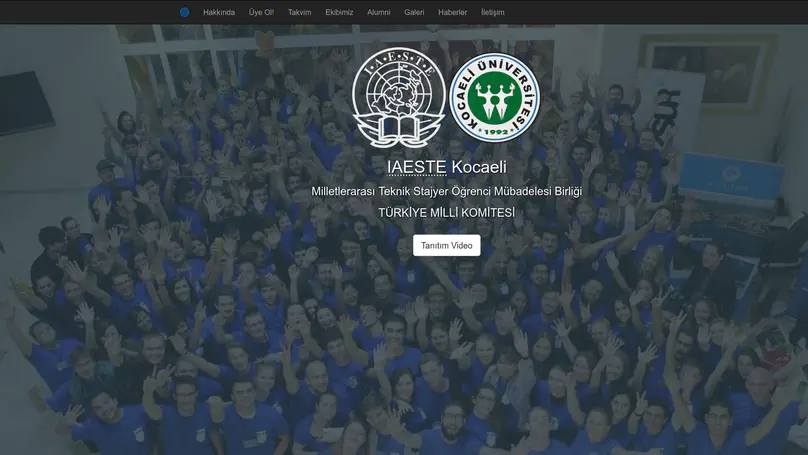 Hakkında Üye Ol! Takvim Ekibimiz Alumni Galeri Haberler İletişim
I.A.E.S.T.E
KOCAELİ ÜNİVERSİTESİ
1992
IAESTE Kocaeli
Milletlerarası Teknik Stajyer Öğrenci Mübadelesi Birliği
TÜRKİYE MİLLİ KOMİTESİ
Tanıtım Video